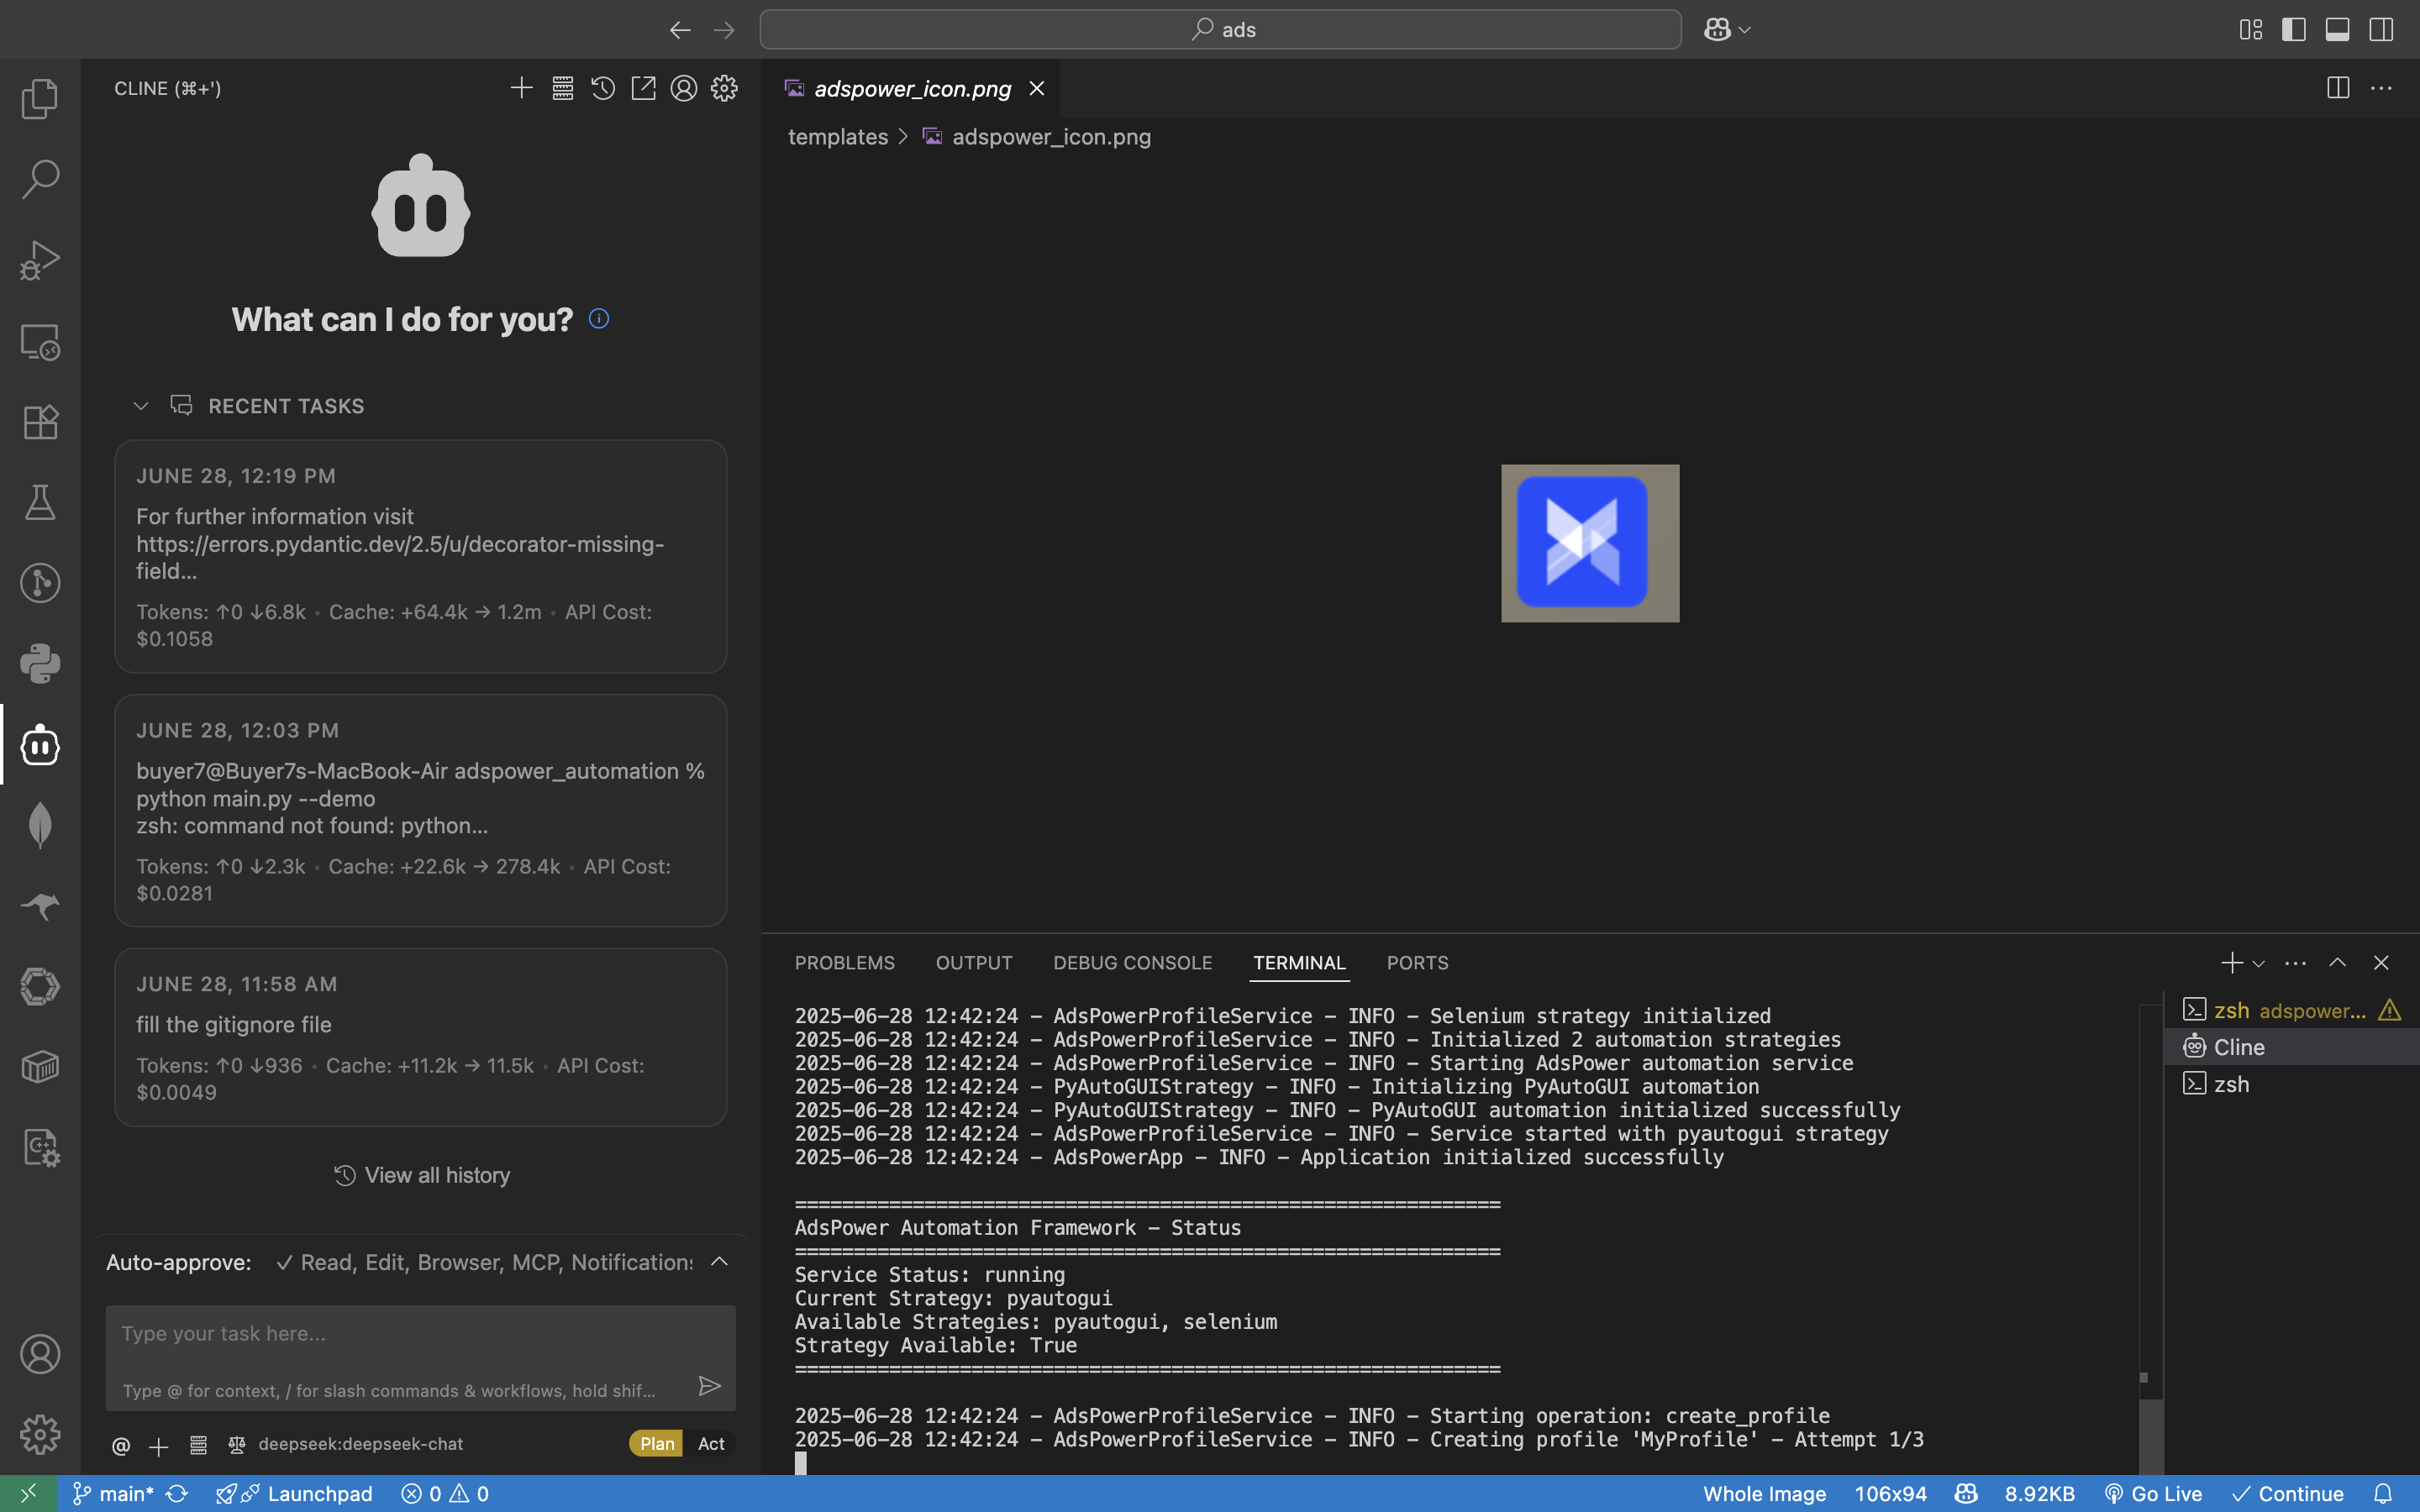 ads
CLINE (⌘+')
What can I do for you?
RECENT TASKS
JUNE 28, 12:19 PM
For further information visit
https://errors.pydantic.dev/2.5/u/decorator-missing-
field...
Tokens: ↑0 ↓6.8k • Cache: +64.4k → 1.2m • API Cost:
$0.1058
JUNE 28, 12:03 PM
buyer7@Buyer7s-MacBook-Air adspower_automation %
python main.py --demo
zsh: command not found: python...
Tokens: ↑0 ↓2.3k • Cache: +22.6k → 278.4k • API Cost:
$0.0281
JUNE 28, 11:58 AM
fill the gitignore file
Tokens: ↑0 ↓936 • Cache: +11.2k → 11.5k • API Cost:
$0.0049
View all history
Auto-approve: ✓ Read, Edit, Browser, MCP, Notifications
Type your task here...
Type @ for context, / for slash commands & workflows, hold shif...
@ deepseek:deepseek-chat Plan Act
adspower_icon.png
templates > adspower_icon.png
PROBLEMS OUTPUT DEBUG CONSOLE TERMINAL PORTS
2025-06-28 12:42:24 - AdsPowerProfileService - INFO - Selenium strategy initialized
2025-06-28 12:42:24 - AdsPowerProfileService - INFO - Initialized 2 automation strategies
2025-06-28 12:42:24 - AdsPowerProfileService - INFO - Starting AdsPower automation service
2025-06-28 12:42:24 - PyAutoGUIStrategy - INFO - Initializing PyAutoGUI automation
2025-06-28 12:42:24 - PyAutoGUIStrategy - INFO - PyAutoGUI automation initialized successfully
2025-06-28 12:42:24 - AdsPowerProfileService - INFO - Service started with pyautogui strategy
2025-06-28 12:42:24 - AdsPowerApp - INFO - Application initialized successfully
============================================================
AdsPower Automation Framework - Status
============================================================
Service Status: running
Current Strategy: pyautogui
Available Strategies: pyautogui, selenium
Strategy Available: True
============================================================
2025-06-28 12:42:24 - AdsPowerProfileService - INFO - Starting operation: create_profile
2025-06-28 12:42:24 - AdsPowerProfileService - INFO - Creating profile 'MyProfile' - Attempt 1/3
zsh adspower...
Cline
zsh
main* Launchpad 0 0 Whole Image 106x94 8.92KB Go Live ✓ Continue